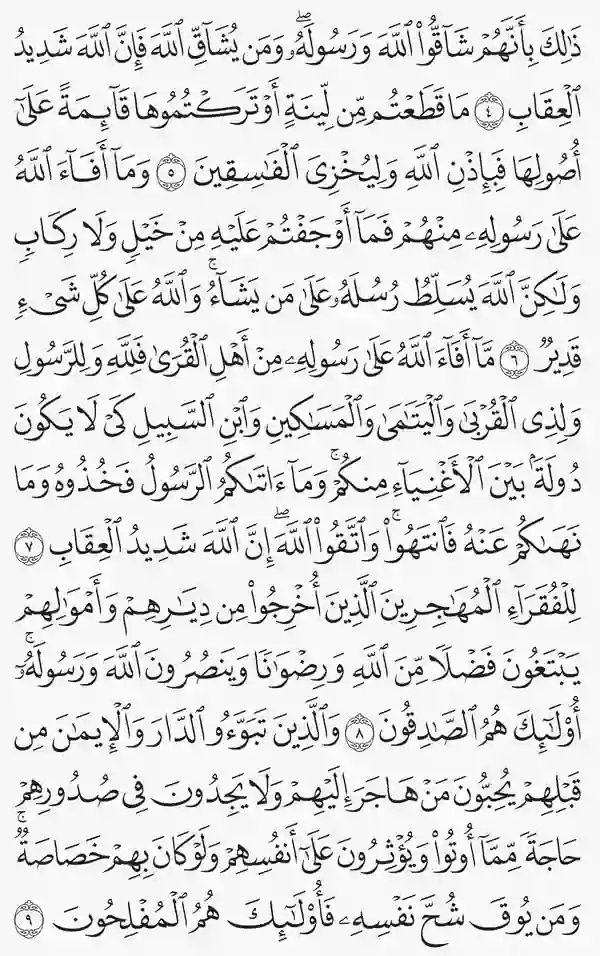 ذَٰلِكَ بِأَنَّهُمْ شَآقُّوا۟ ٱللَّهَ وَرَسُولَهُۥ ۖ وَمَن يُشَآقِّ ٱللَّهَ فَإِنَّ ٱللَّهَ شَدِيدُ
ٱلْعِقَابِ ٤ مَا قَطَعْتُم مِّن لِّينَةٍ أَوْ تَرَكْتُمُوهَا قَآئِمَةً عَلَىٰٓ
أُصُولِهَا فَبِإِذْنِ ٱللَّهِ وَلِيُخْزِىَ ٱلْفَـٰسِقِينَ ٥ وَمَآ أَفَآءَ ٱللَّهُ
عَلَىٰ رَسُولِهِۦ مِنْهُمْ فَمَآ أَوْجَفْتُمْ عَلَيْهِ مِنْ خَيْلٍ وَلَا رِكَابٍ
وَلَـٰكِنَّ ٱللَّهَ يُسَلِّطُ رُسُلَهُۥ عَلَىٰ مَن يَشَآءُ ۚ وَٱللَّهُ عَلَىٰ كُلِّ شَىْءٍ
قَدِيرٌ ٦ مَّآ أَفَآءَ ٱللَّهُ عَلَىٰ رَسُولِهِۦ مِنْ أَهْلِ ٱلْقُرَىٰ فَلِلَّهِ وَلِلرَّسُولِ
وَلِذِى ٱلْقُرْبَىٰ وَٱلْيَتَـٰمَىٰ وَٱلْمَسَـٰكِينِ وَٱبْنِ ٱلسَّبِيلِ كَىْ لَا يَكُونَ
دُولَةًۢ بَيْنَ ٱلْأَغْنِيَآءِ مِنكُمْ ۚ وَمَآ ءَاتَىٰكُمُ ٱلرَّسُولُ فَخُذُوهُ وَمَا
نَهَىٰكُمْ عَنْهُ فَٱنتَهُوا۟ ۚ وَٱتَّقُوا۟ ٱللَّهَ ۖ إِنَّ ٱللَّهَ شَدِيدُ ٱلْعِقَابِ ٧
لِلْفُقَرَآءِ ٱلْمُهَـٰجِرِينَ ٱلَّذِينَ أُخْرِجُوا۟ مِن دِيَـٰرِهِمْ وَأَمْوَٰلِهِمْ
يَبْتَغُونَ فَضْلًا مِّنَ ٱللَّهِ وَرِضْوَٰنًا وَيَنصُرُونَ ٱللَّهَ وَرَسُولَهُۥٓ ۚ
أُو۟لَـٰٓئِكَ هُمُ ٱلصَّـٰدِقُونَ ٨ وَٱلَّذِينَ تَبَوَّءُو ٱلدَّارَ وَٱلْإِيمَـٰنَ مِن
قَبْلِهِمْ يُحِبُّونَ مَنْ هَاجَرَ إِلَيْهِمْ وَلَا يَجِدُونَ فِى صُدُورِهِمْ
حَاجَةً مِّمَّآ أُوتُوا۟ وَيُؤْثِرُونَ عَلَىٰٓ أَنفُسِهِمْ وَلَوْ كَانَ بِهِمْ خَصَاصَةٌ ۚ
وَمَن يُوقَ شُحَّ نَفْسِهِۦ فَأُو۟لَـٰٓئِكَ هُمُ ٱلْمُفْلِحُونَ ٩